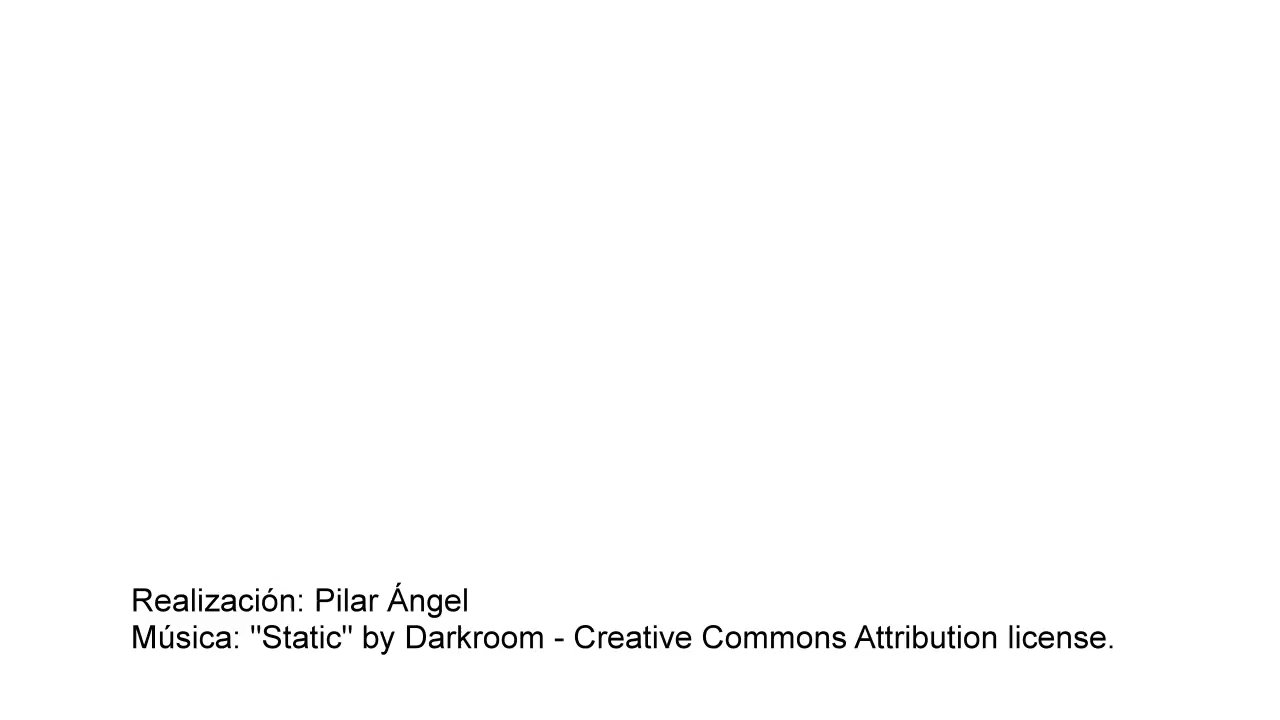 Realización: Pilar Ángel
Música: "Static" by Darkroom - Creative Commons Attribution license.